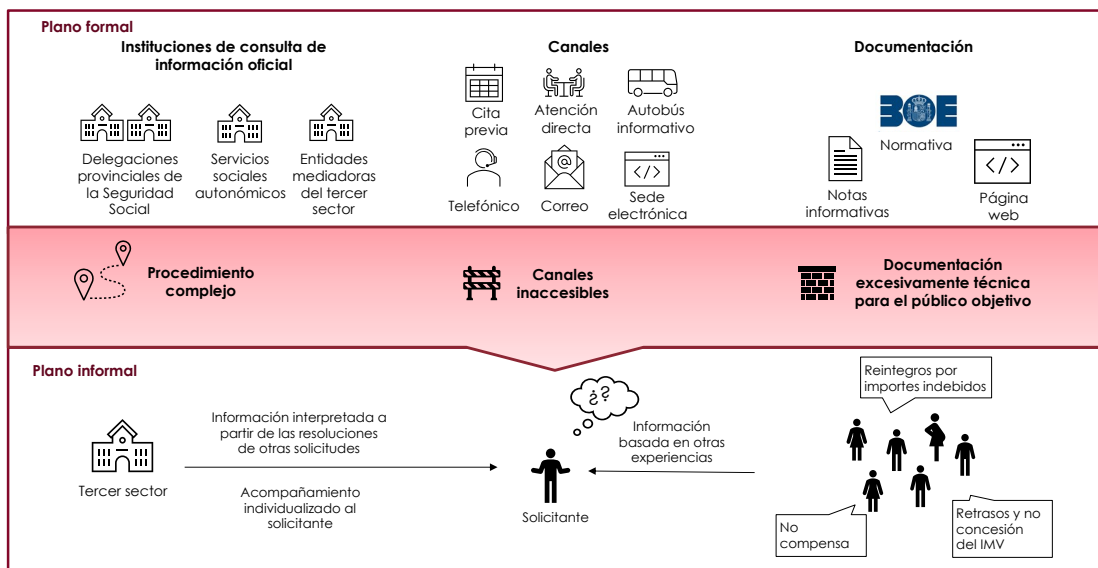 Plano formal
Instituciones de consulta de
información oficial
Canales
Documentación
Delegaciones
provinciales de
la Seguridad
Social
Servicios
sociales
autonómicos
Entidades
mediadoras
del tercer
sector
Cita
previa
Atención
directa
Autobús
informativo
Telefónico
@
Correo
</>
Sede
electrónica
BOE
Normativa
Notas
informativas
</>
Página
web
Procedimiento
complejo
Canales
inaccesibles
Documentación
excesivamente técnica
para el público objetivo
Plano informal
Tercer sector
Información interpretada a
partir de las resoluciones
de otras solicitudes
Acompañamiento
individualizado al
solicitante
¿?
Solicitante
Información
basada en otras
experiencias
Reintegros por
importes indebidos
No
compensa
Retrasos y no
concesión
del IMV